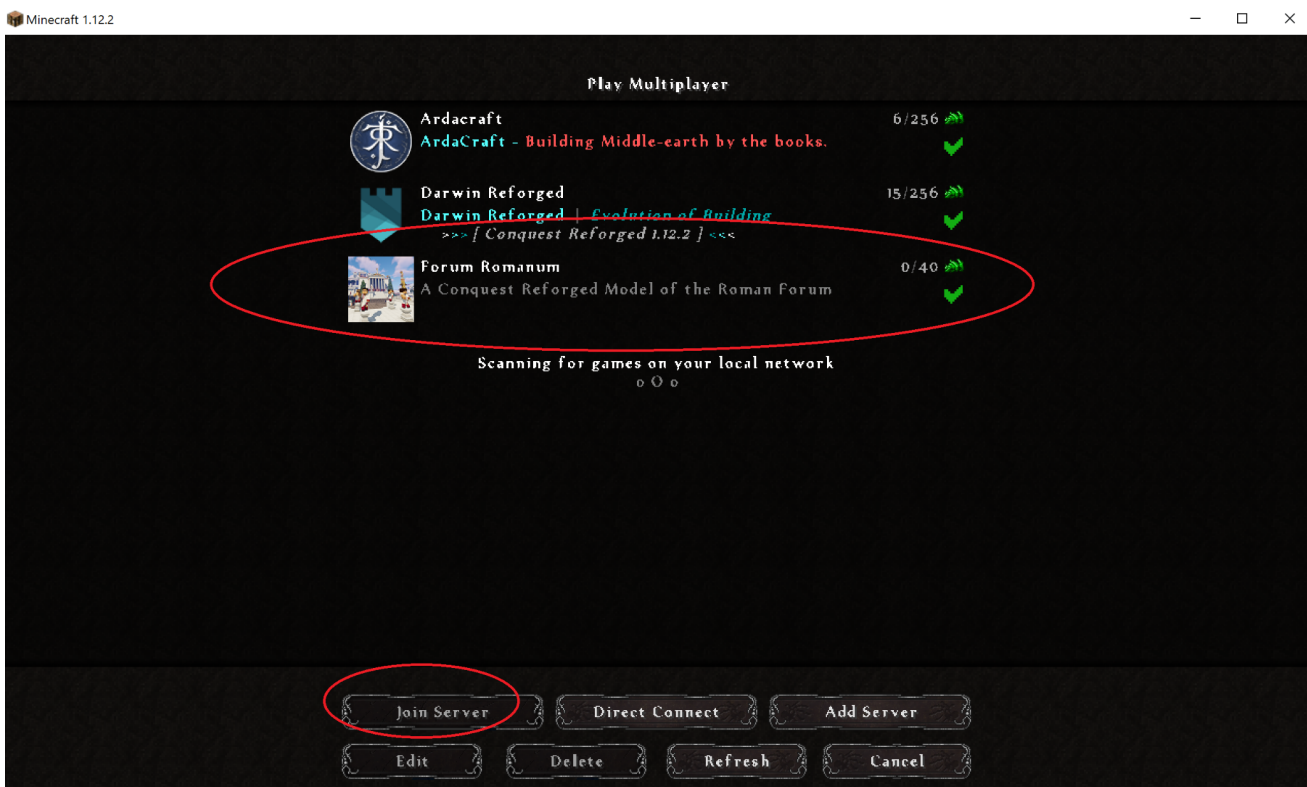 Minecraft 1.12.2
Play Multiplayer
Ardacraft 6/256
ArdaCraft - Building Middle-earth by the books.
Darwin Reforged 15/256
Darwin Reforged | Evolution of Building
>>> [ Conquest Reforged 1.12.2 ] <<<
Forum Romanum 0/40
A Conquest Reforged Model of the Roman Forum
Scanning for games on your local network
o O o
Join Server Direct Connect Add Server
Edit Delete Refresh Cancel